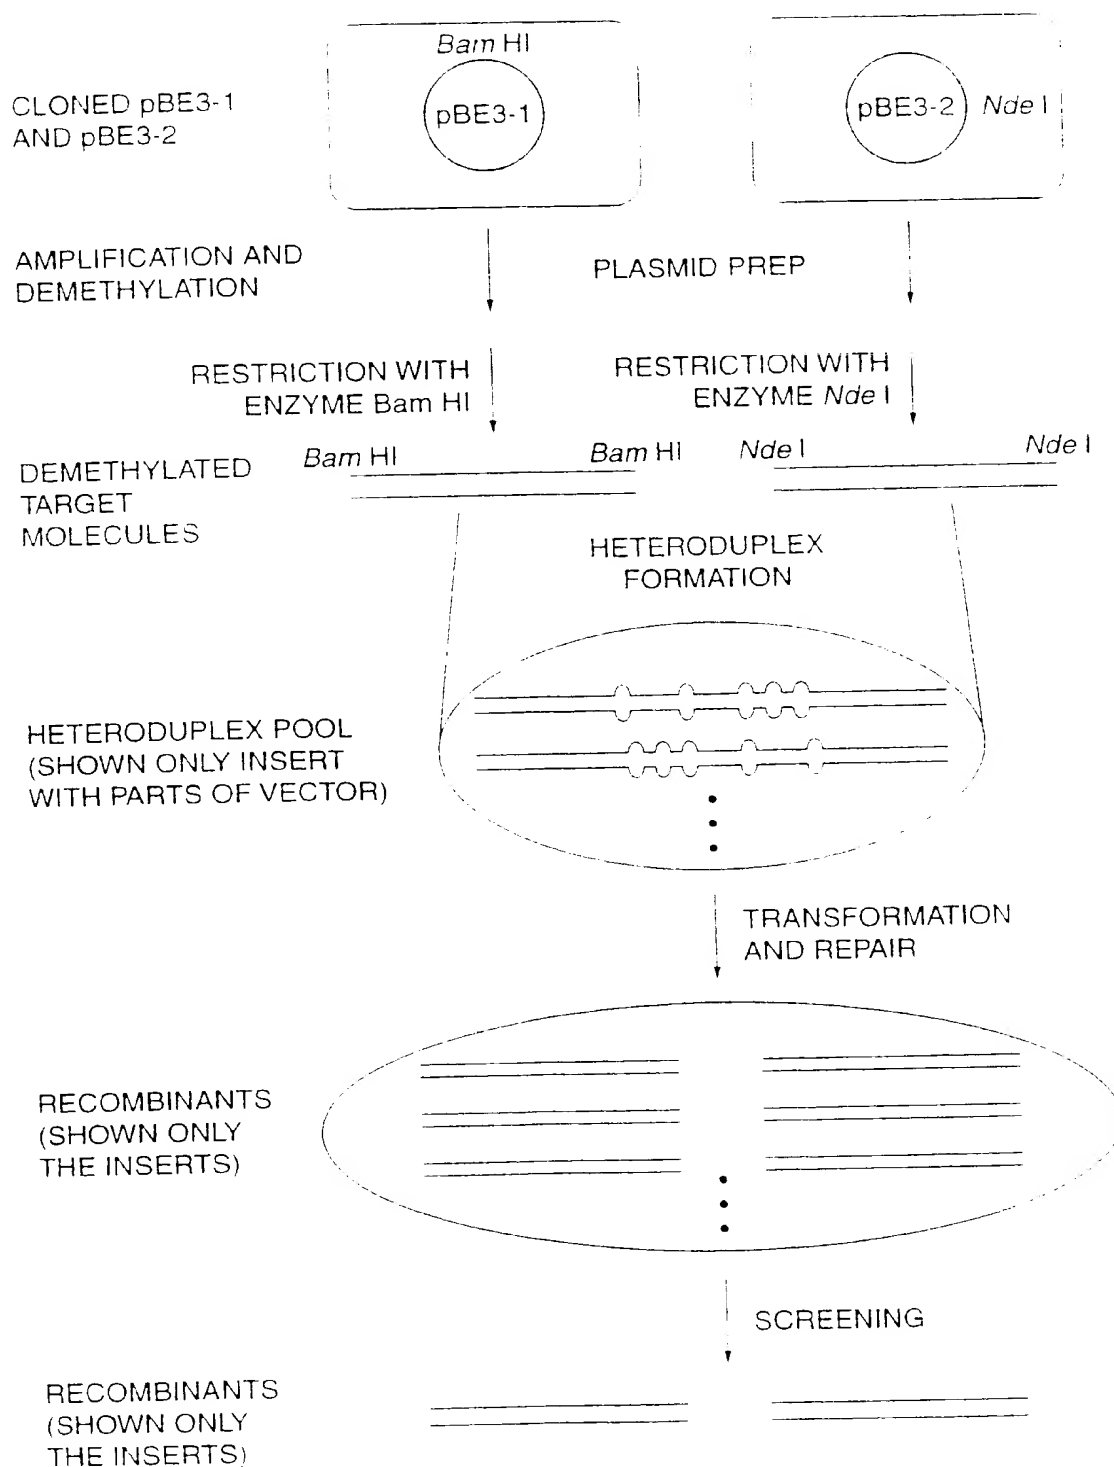 Bam HI
CLONED pBE3-1
AND pBE3-2
pBE3-1
pBE3-2
Nde I
AMPLIFICATION AND
DEMETHYLATION
PLASMID PREP
RESTRICTION WITH
ENZYME Bam HI
RESTRICTION WITH
ENZYME Nde I
DEMETHYLATED
TARGET
MOLECULES
Bam HI
Bam HI
Nde I
Nde I
HETERODUPLEX
FORMATION
HETERODUPLEX POOL
(SHOWN ONLY INSERT
WITH PARTS OF VECTOR)
TRANSFORMATION
AND REPAIR
RECOMBINANTS
(SHOWN ONLY
THE INSERTS)
SCREENING
RECOMBINANTS
(SHOWN ONLY
THE INSERTS)